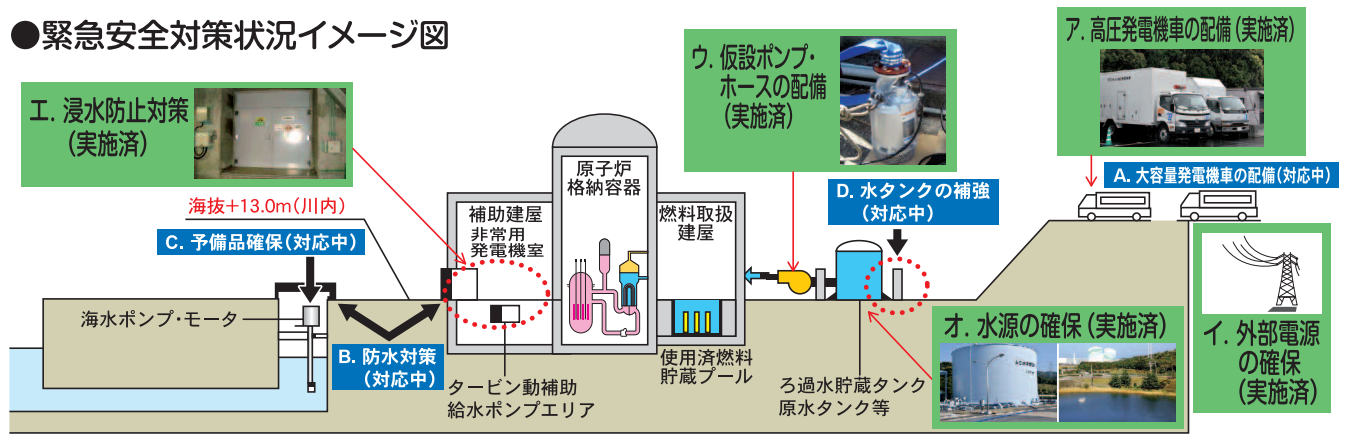 ●緊急安全対策状況イメージ図
エ. 浸水防止対策
(実施済)
海抜+13.0m(川内)
C. 予備品確保(対応中)
海水ポンプ・モータ
B. 防水対策
(対応中)
補助建屋
非常用
発電機室
タービン動補助
給水ポンプエリア
原子炉
格納容器
燃料取扱
建屋
使用済燃料
貯蔵プール
ウ. 仮設ポンプ・
ホースの配備
(実施済)
D. 水タンクの補強
(対応中)
ろ過水貯蔵タンク
原水タンク等
オ. 水源の確保(実施済)
ア. 高圧発電機車の配備(実施済)
A. 大容量発電機車の配備(対応中)
イ. 外部電源
の確保
(実施済)